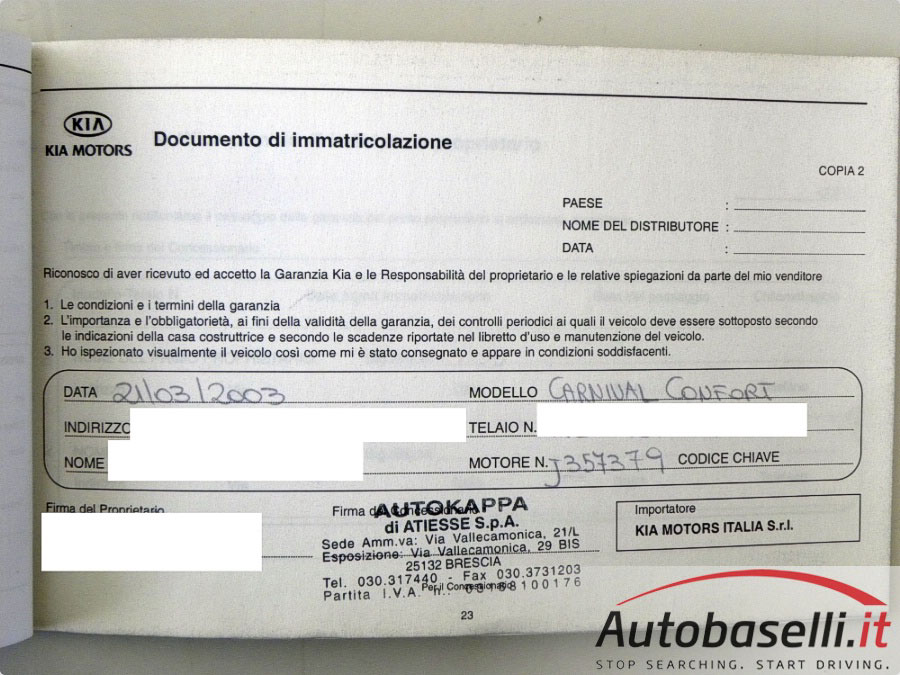 KIA
KIA MOTORS
Documento di immatricolazione
COPIA 2
PAESE :
NOME DEL DISTRIBUTORE :
DATA :
Riconosco di aver ricevuto ed accetto la Garanzia Kia e le Responsabilità del proprietario e le relative spiegazioni da parte del mio venditore
1. Le condizioni e i termini della garanzia
2. L'importanza e l'obbligatorietà, ai fini della validità della garanzia, dei controlli periodici ai quali il veicolo deve essere sottoposto secondo
le indicazioni della casa costruttrice e secondo le scadenze riportate nel libretto d'uso e manutenzione del veicolo.
3. Ho ispezionato visualmente il veicolo così come mi è stato consegnato e appare in condizioni soddisfacenti.
DATA 21/03/2003 MODELLO CARNIVAL CONFORT
INDIRIZZO TELAIO N.
NOME MOTORE N. J357379 CODICE CHIAVE
Firma del Proprietario Firma del Concessionario Importatore
AUTOKAPPA
di ATIESSE S.p.A. KIA MOTORS ITALIA S.r.l.
Sede Amm.va: Via Vallecamonica, 21/L
Esposizione: Via Vallecamonica, 29 BIS
25132 BRESCIA
Tel. 030.317440 - Fax 030.3731203
Per il Concessionario
Partita I.V.A. n.:
23
Autobaselli.it
STOP SEARCHING. START DRIVING.